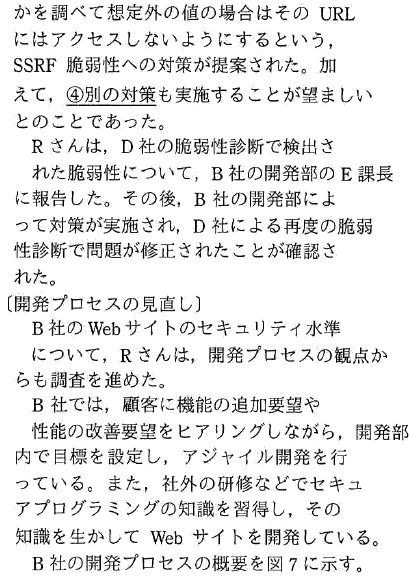 かを調べて想定外の値の場合はその URL
にはアクセスしないようにするという，
SSRF 脆弱性への対策が提案された。加
えて，④別の対策も実施することが望ましい
とのことであった。
Rさんは，D 社の脆弱性診断で検出さ
れた脆弱性について，B 社の開発部の E 課長
に報告した。その後，B 社の開発部によ
って対策が実施され，D 社による再度の脆弱
性診断で問題が修正されたことが確認さ
れた。
〔開発プロセスの見直し〕
B 社の Web サイトのセキュリティ水準
について，R さんは，開発プロセスの観点か
らも調査を進めた。
B 社では，顧客に機能の追加要望や
性能の改善要望をヒアリングしながら，開発部
内で目標を設定し，アジャイル開発を行
っている。また，社外の研修などでセキュ
アプログラミングの知識を習得し，その
知識を生かして Web サイトを開発している。
B 社の開発プロセスの概要を図 7 に示す。